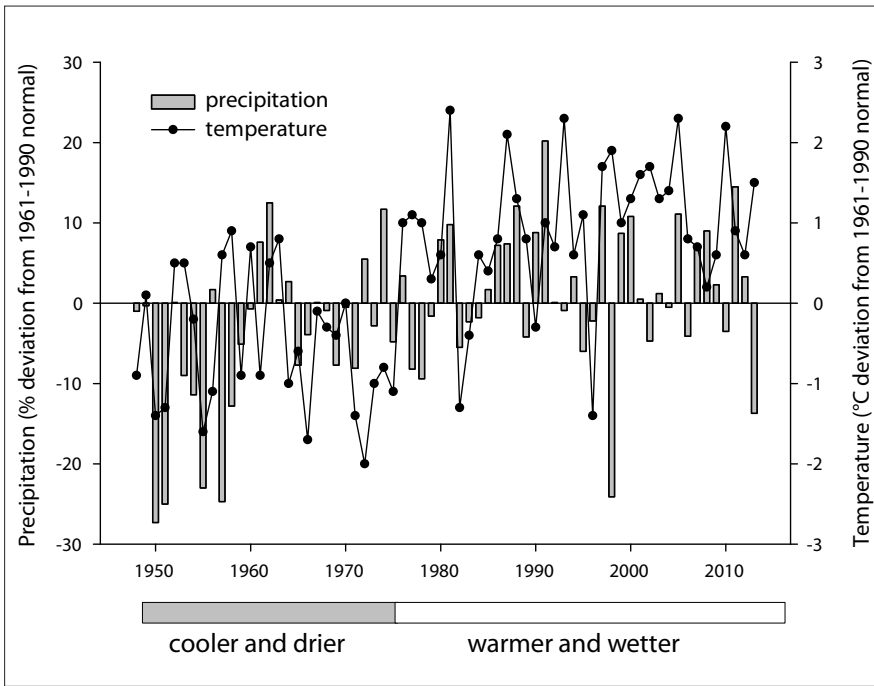 Precipitation (% deviation from 1961-1990 normal)
30
20
10
0
-10
-20
-30
precipitation
temperature
3
2
1
0
-1
-2
-3
Temperature (°C deviation from 1961-1990 normal)
1950 1960 1970 1980 1990 2000 2010
cooler and drier warmer and wetter